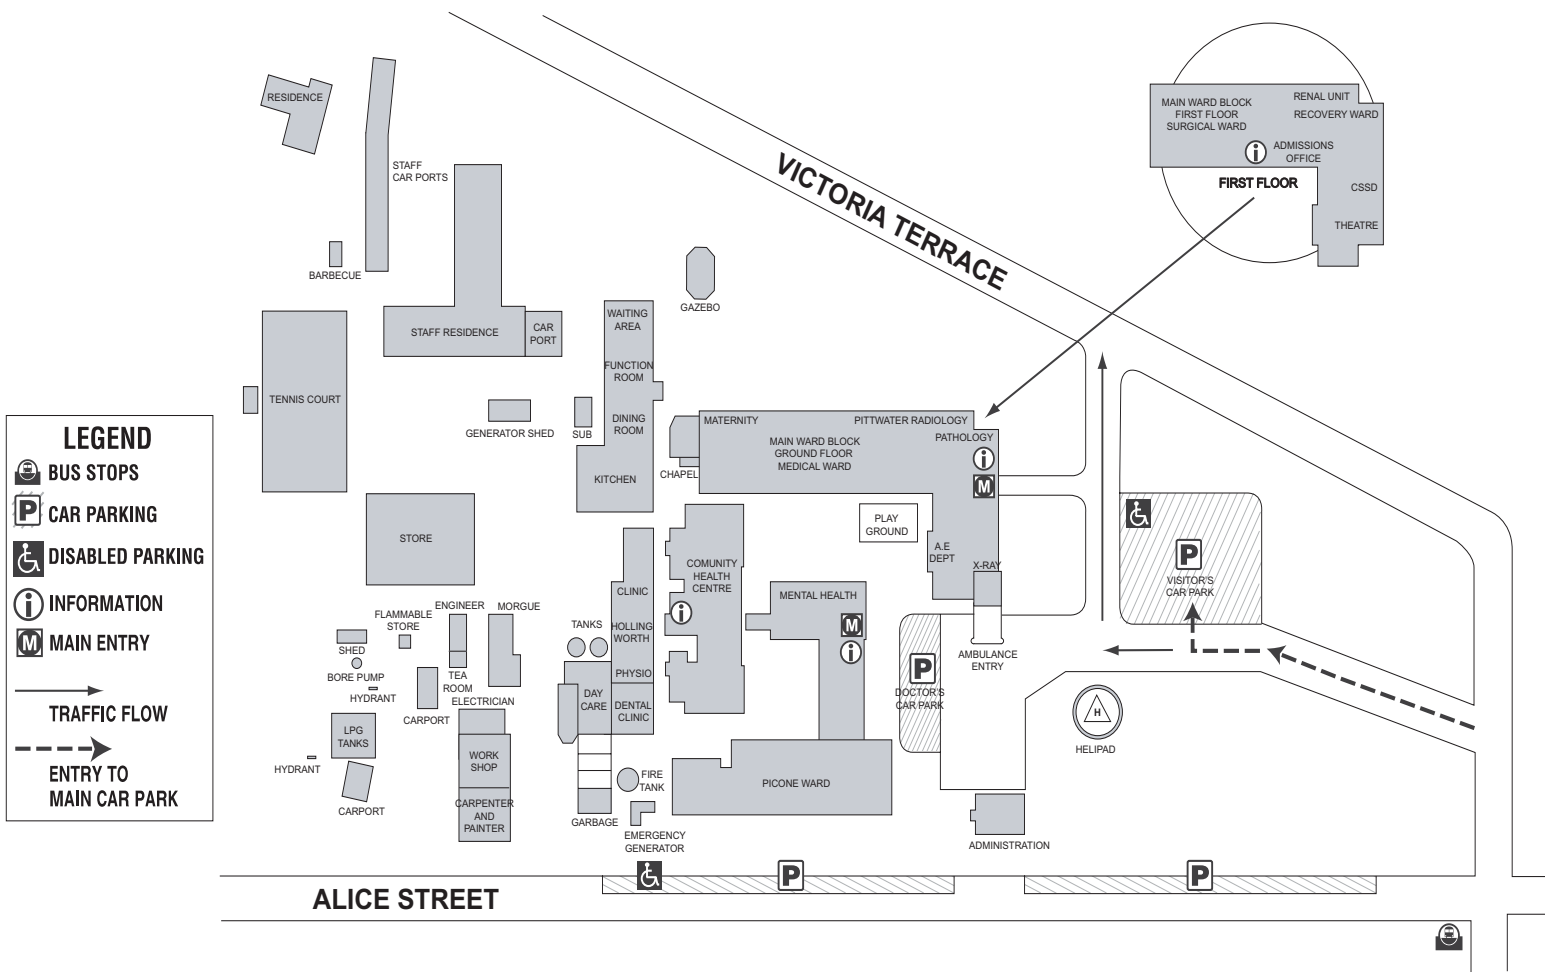 RESIDENCE
STAFF
CAR PORTS
BARBECUE
STAFF RESIDENCE
CAR
PORT
TENNIS COURT
GENERATOR SHED
SUB
WAITING
AREA
FUNCTION
ROOM
DINING
ROOM
KITCHEN
GAZEBO
VICTORIA TERRACE
MAIN WARD BLOCK
FIRST FLOOR
SURGICAL WARD
RENAL UNIT
RECOVERY WARD
i
ADMISSIONS
OFFICE
FIRST FLOOR
CSSD
THEATRE
LEGEND
BUS STOPS
P
CAR PARKING
DISABLED PARKING
i
INFORMATION
M
MAIN ENTRY
TRAFFIC FLOW
ENTRY TO
MAIN CAR PARK
CHAPEL
MATERNITY
PITTWATER RADIOLOGY
PATHOLOGY
MAIN WARD BLOCK
GROUND FLOOR
MEDICAL WARD
i
M
PLAY
GROUND
A.E
DEPT
X-RAY
AMBULANCE
ENTRY
STORE
ENGINEER
MORGUE
FLAMMABLE
STORE
SHED
BORE PUMP
HYDRANT
TEA
ROOM
ELECTRICIAN
CARPORT
LPG
TANKS
HYDRANT
CARPORT
WORK
SHOP
CARPENTER
AND
PAINTER
TANKS
CLINIC
HOLLING
WORTH
PHYSIO
DAY
CARE
DENTAL
CLINIC
COMUNITY
HEALTH
CENTRE
i
MENTAL HEALTH
M
i
P
DOCTOR'S
CAR PARK
P
VISITOR'S
CAR PARK
H
HELIPAD
FIRE
TANK
GARBAGE
EMERGENCY
GENERATOR
PICONE WARD
ADMINISTRATION
P
P
ALICE STREET